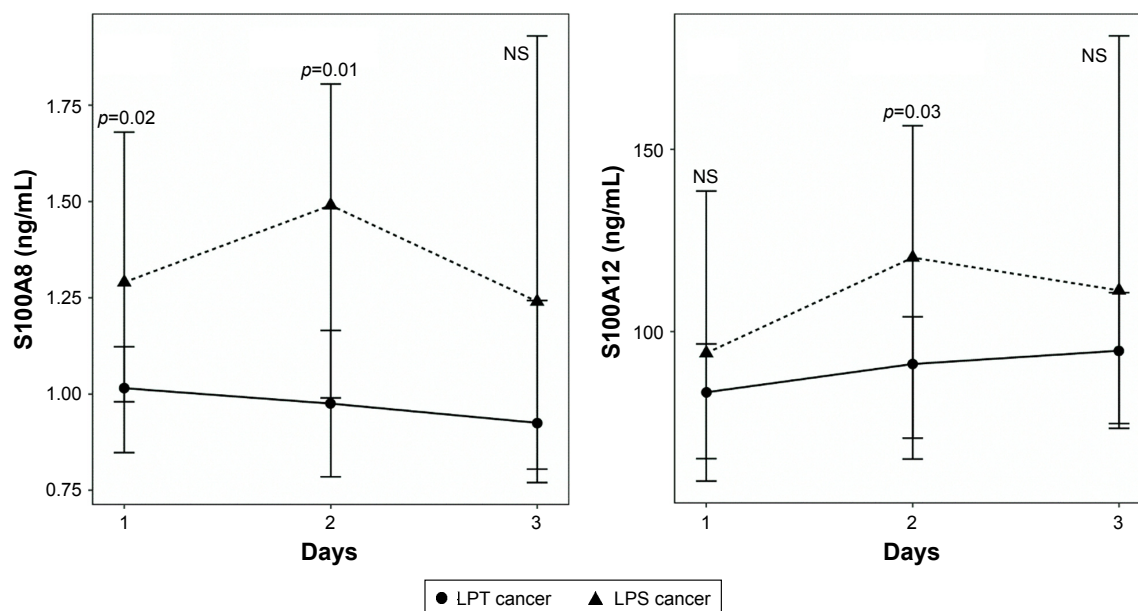 S100A8 (ng/mL)
1.75
1.50
1.25
1.00
0.75
p=0.02
p=0.01
NS
1
2
3
Days
S100A12 (ng/mL)
150
100
NS
p=0.03
NS
1
2
3
Days
LPT cancer
LPS cancer